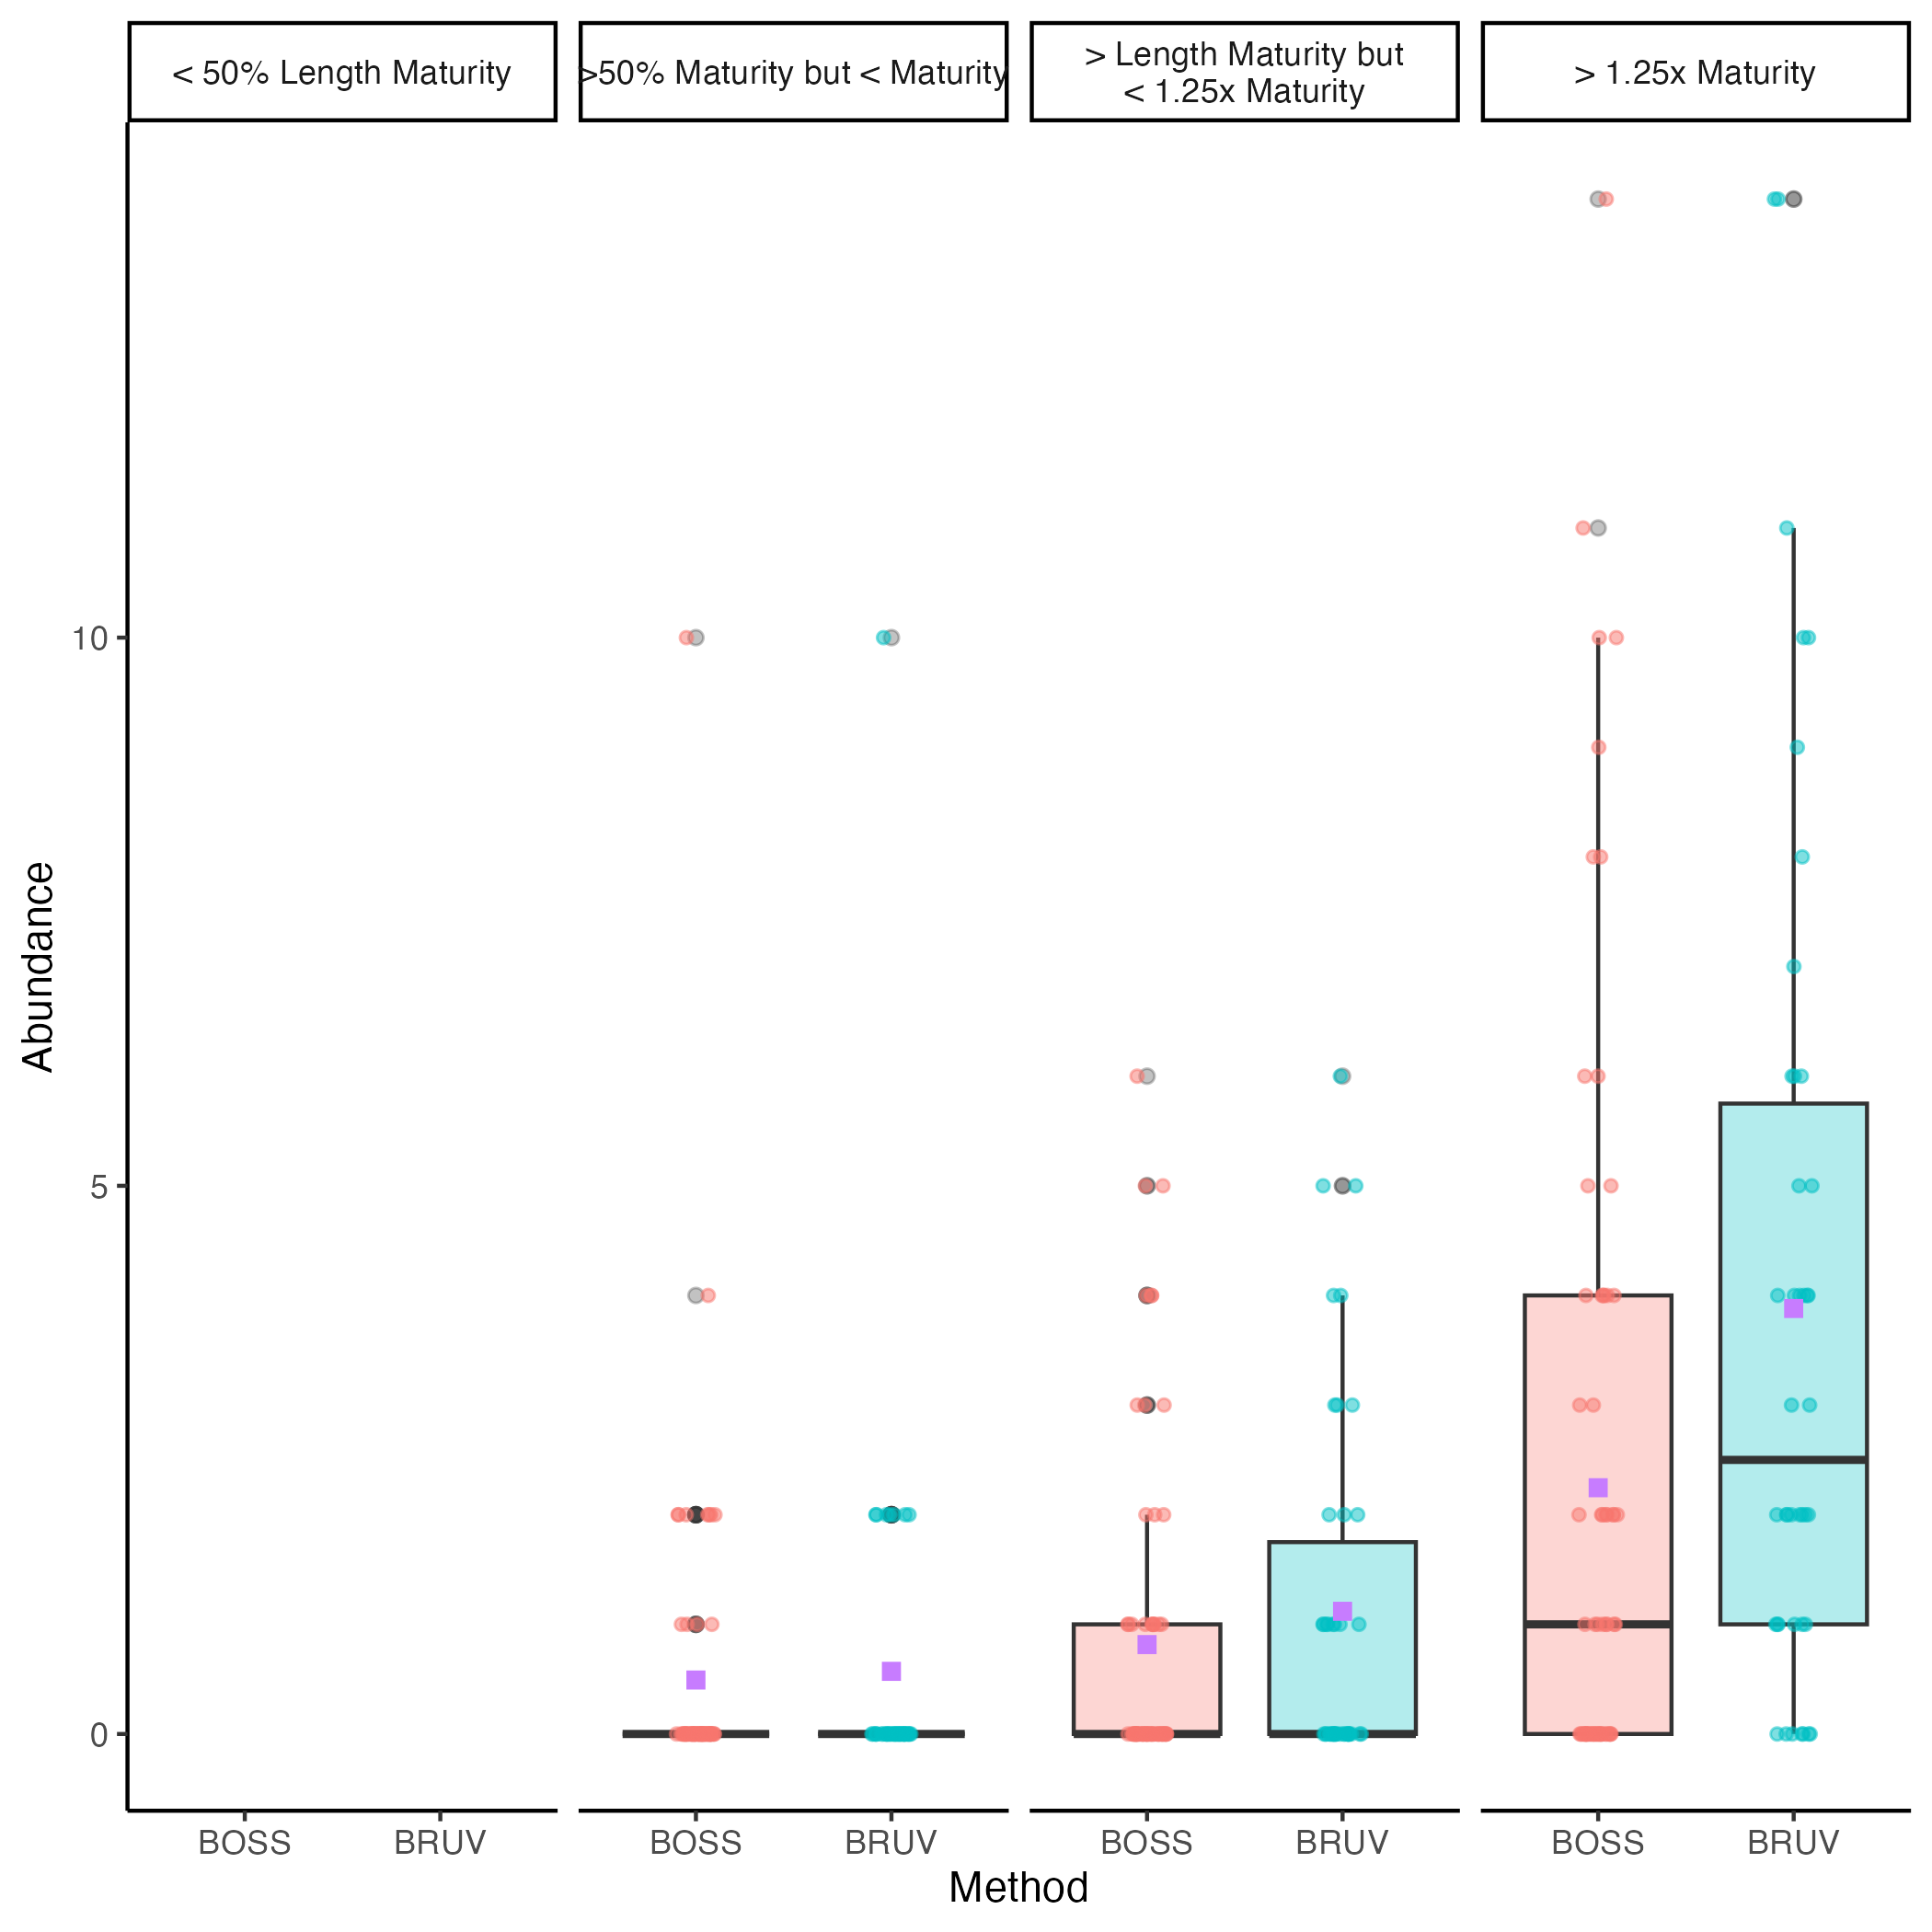 < 50% Length Maturity
>50% Maturity but < Maturity
> Length Maturity but
< 1.25x Maturity
> 1.25x Maturity
Abundance
10
5
0
BOSS BRUV BOSS BRUV BOSS BRUV BOSS BRUV
Method